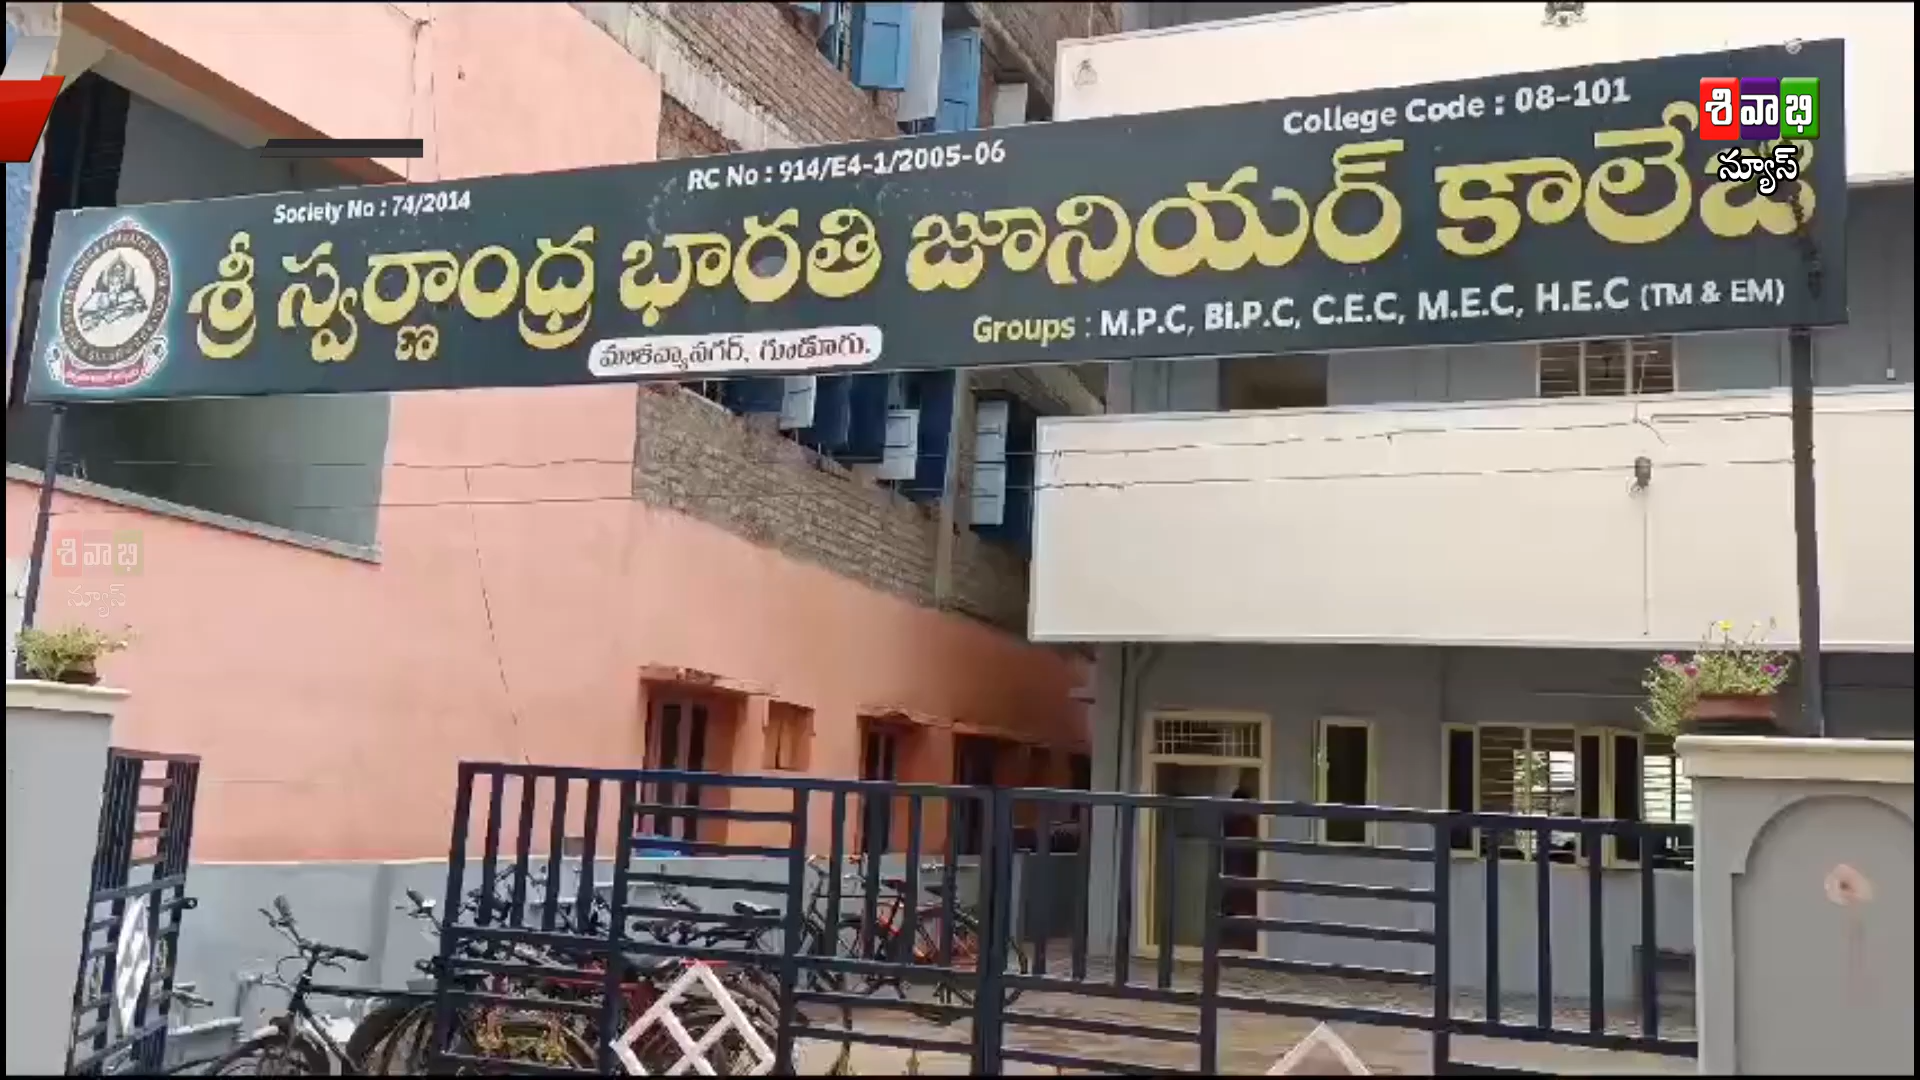 College Code : 08-101
RC No : 914/E4-1/2005-06
Society No : 74/2014
శ్రీ స్వర్ణాంధ్ర భారతి జూనియర్ కాలేజి
Groups : M.P.C, Bi.P.C, C.E.C, M.E.C, H.E.C (TM & EM)
గూడూరు.
శివాభి
న్యూస్
శివాభి
న్యూస్